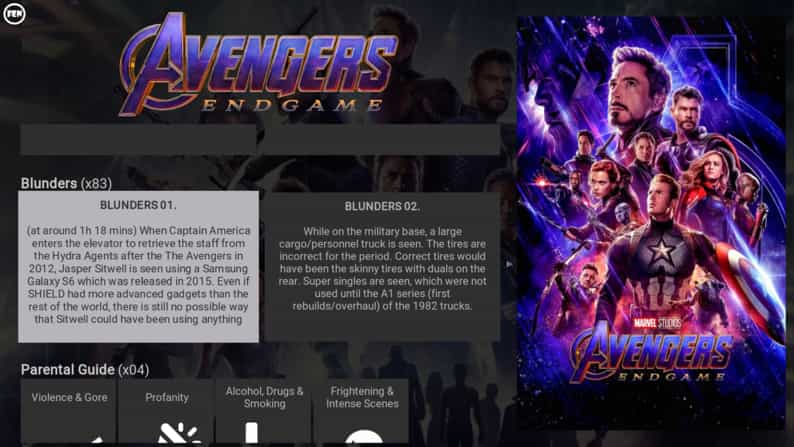 FEN
AVENGERS
ENDGAME
Blunders (x83)
BLUNDERS 01.
(at around 1h 18 mins) When Captain America
enters the elevator to retrieve the staff from
the Hydra Agents after the The Avengers in
2012, Jasper Sitwell is seen using a Samsung
Galaxy S6 which was released in 2015. Even if
SHIELD had more advanced gadgets than the
rest of the world, there is still no possible way
that Sitwell could have been using anything
BLUNDERS 02.
While on the military base, a large
cargo/personnel truck is seen. The tires are
incorrect for the period. Correct tires would
have been the skinny tires with duals on the
rear. Super singles are seen, which were not
used until the A1 series (first
rebuilds/overhaul) of the 1982 trucks.
Parental Guide (x04)
Violence & Gore
Profanity
Alcohol, Drugs &
Smoking
Frightening &
Intense Scenes
MARVEL STUDIOS
AVENGERS
ENDGAME